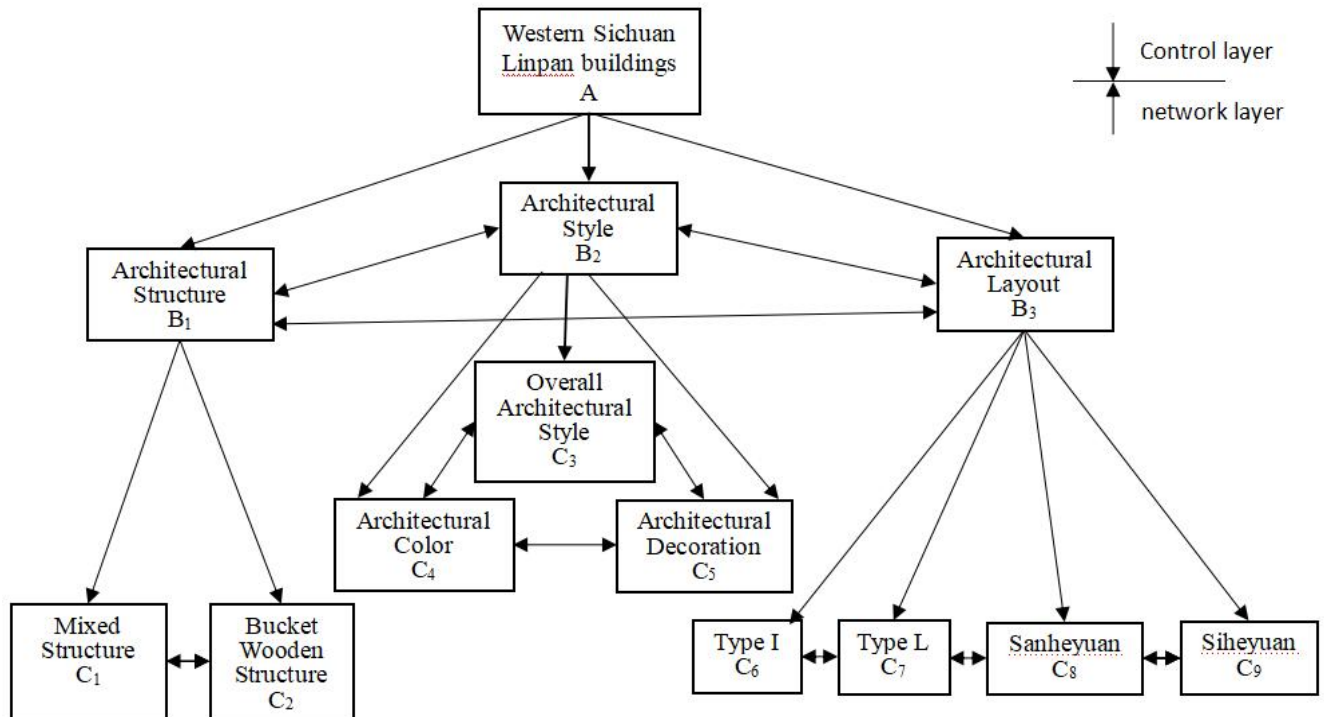 Western Sichuan
Linpan buildings
A
Control layer
network layer
Architectural
Style
B₂
Architectural
Structure
B₁
Architectural
Layout
B₃
Overall
Architectural
Style
C₃
Architectural
Color
C₄
Architectural
Decoration
C₅
Mixed
Structure
C₁
Bucket
Wooden
Structure
C₂
Type I
C₆
Type L
C₇
Sanheyuan
C₈
Siheyuan
C₉